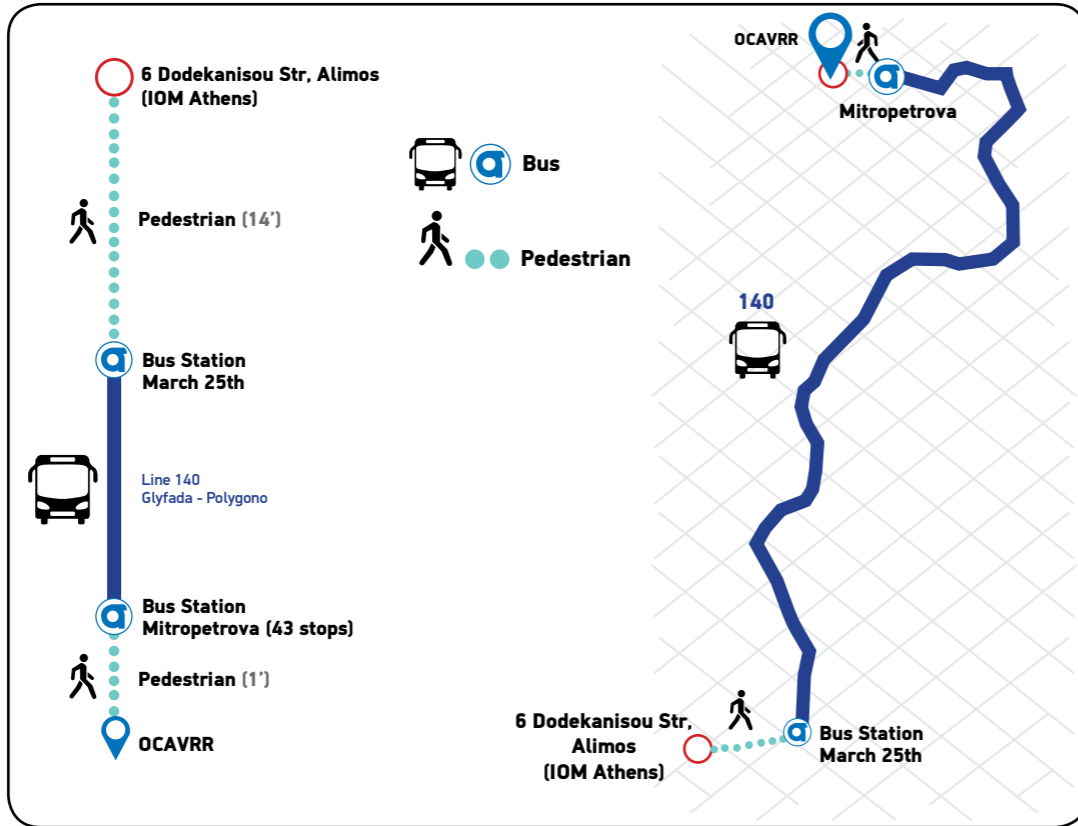 6 Dodekanisou Str, Alimos
(IOM Athens)
Pedestrian (14')
Bus Station
March 25th
Line 140
Glyfada - Polygono
Bus Station
Mitropetrova (43 stops)
Pedestrian (1')
OCAVRR
Bus
Pedestrian
OCAVRR
Mitropetrova
140
6 Dodekanisou Str,
Alimos
(IOM Athens)
Bus Station
March 25th